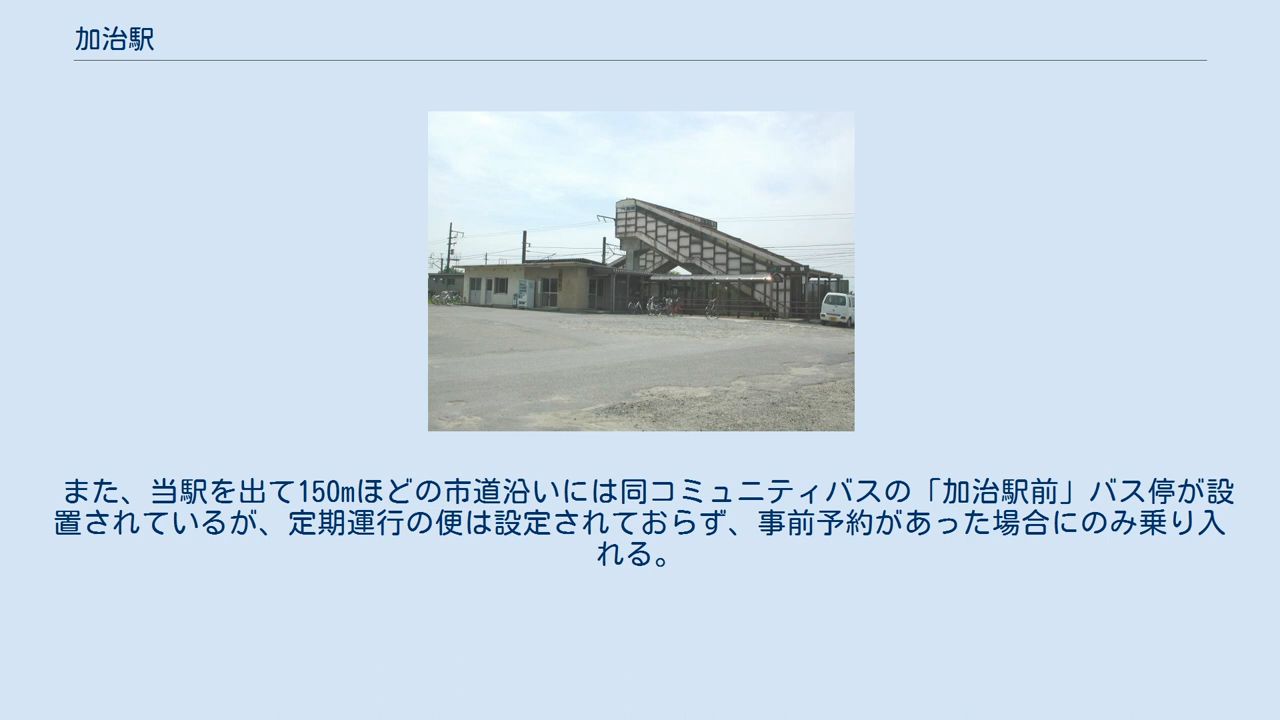 加治駅
また、当駅を出て150mほどの市道沿いには同コミュニティバスの「加治駅前」バス停が設
置されているが、定期運行の便は設定されておらず、事前予約があった場合にのみ乗り入
れる。